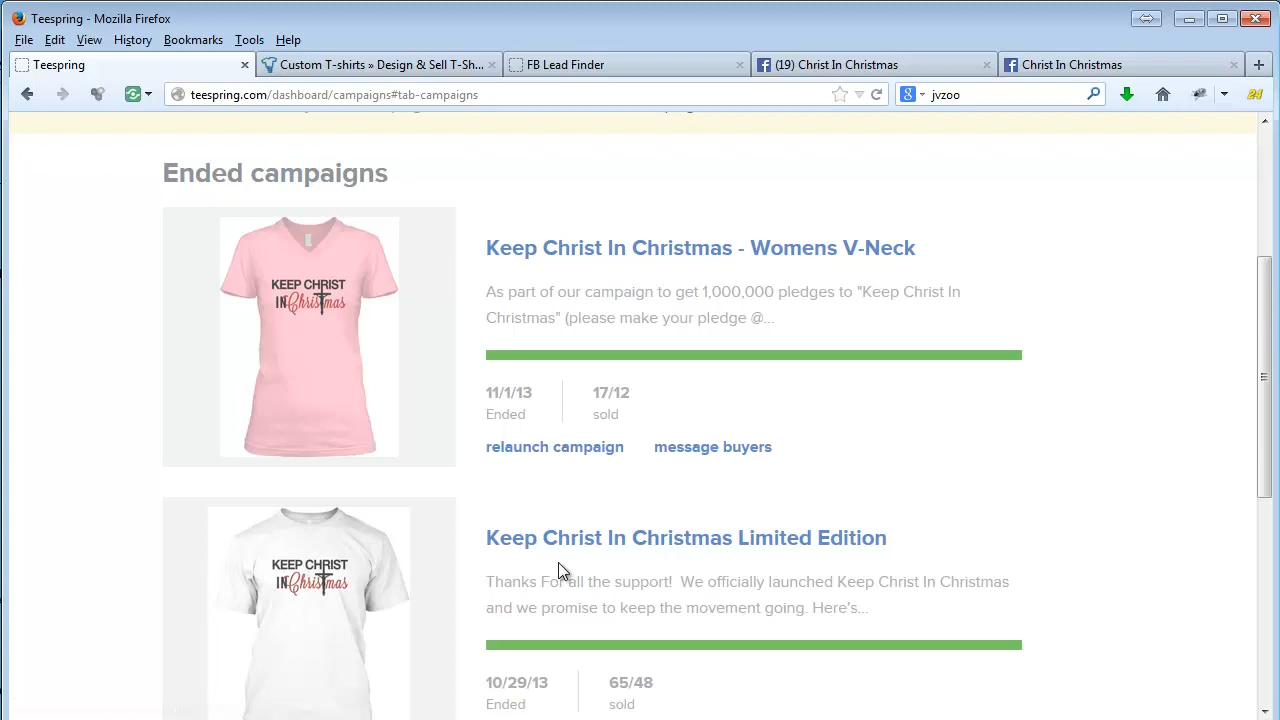 Teespring - Mozilla Firefox
File Edit View History Bookmarks Tools Help
Teespring
Custom T-shirts » Design & Sell T-Sh...
FB Lead Finder
(19) Christ In Christmas
Christ In Christmas
teespring.com/dashboard/campaigns#tab-campaigns
8
jvzoo
24
Ended campaigns
KEEP CHRIST
IN Christmas
Keep Christ In Christmas - Womens V-Neck
As part of our campaign to get 1,000,000 pledges to "Keep Christ In
Christmas" (please make your pledge @...
11/1/13
17/12
Ended
sold
relaunch campaign
message buyers
KEEP CHRIST
IN Christmas
Keep Christ In Christmas Limited Edition
Thanks For all the support! We officially launched Keep Christ In Christmas
and we promise to keep the movement going. Here's...
10/29/13
65/48
Ended
sold